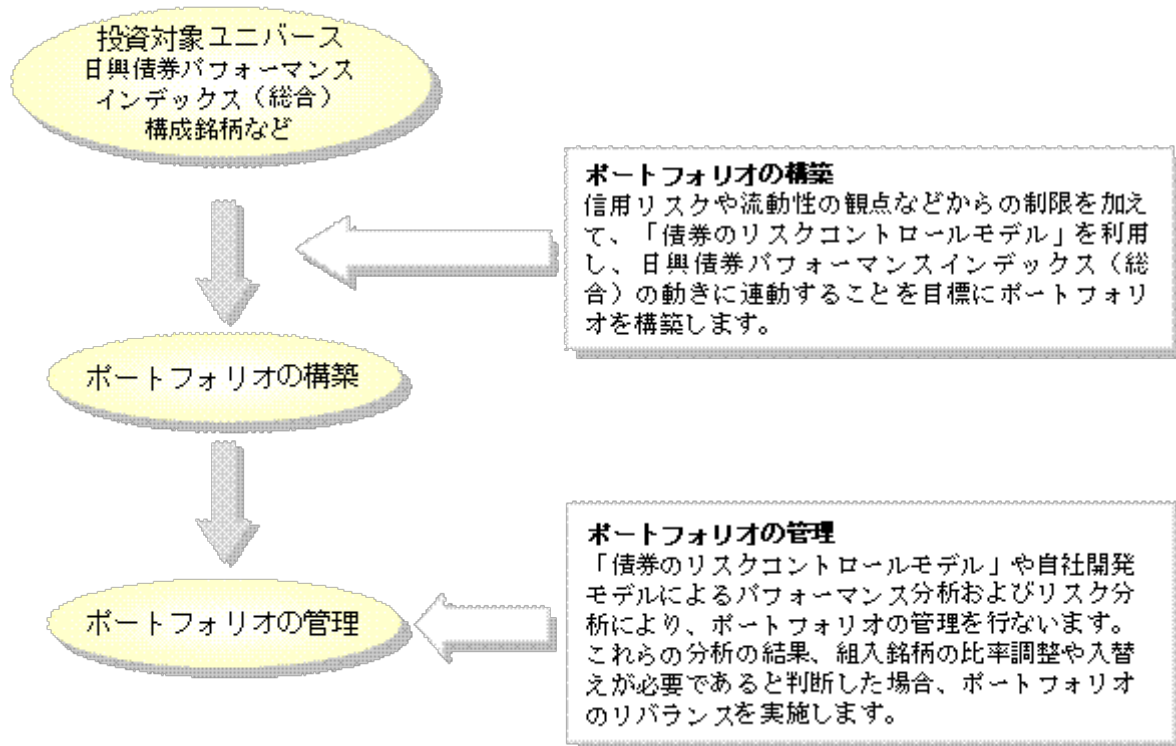 投資対象ユニバース
日興債券パフォーマンス
インデックス（総合）
構成銘柄など
ポートフォリオの構築
信用リスクや流動性の観点などからの制限を加え
て、「債券のリスクコントロールモデル」を利用
し、日興債券パフォーマンスインデックス（総
合）の動きに連動することを目標にポートフォリ
オを構築します。
ポートフォリオの構築
ポートフォリオの管理
ポートフォリオの管理
「債券のリスクコントロールモデル」や自社開発
モデルによるパフォーマンス分析およびリスク分
析により、ポートフォリオの管理を行ないます。
これらの分析の結果、組入銘柄の比率調整や入替
えが必要であると判断した場合、ポートフォリオ
のリバランスを実施します。